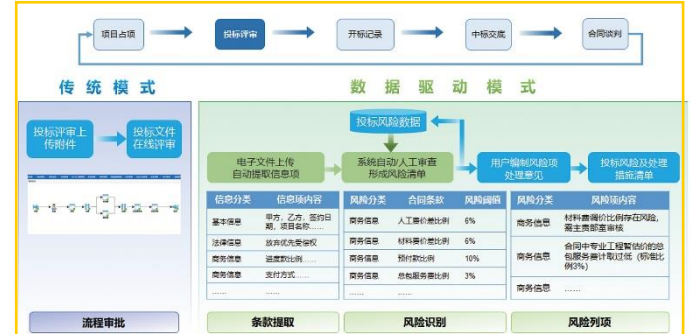 项目占项
投标评审
开标记录
中标交底
合同谈判
传统模式
数据驱动模式
投标评审上
传附件
投标文件
在线评审
投标风险数据
电子文件上传
自动提取信息项
系统自动/人工审查
形成风险清单
用户编制风险项
处理意见
投标风险及处理
措施清单
信息分类 信息项内容
基本信息 甲方，乙方，签约日
期，项目名称……
法律信息 放弃优先受偿权
商务信息 进度款比例……
商务信息 支付方式……
…… ……
风险分类 合同条款 风险阈值
商务信息 人工费价差比例 6%
商务信息 材料费价差比例 6%
商务信息 预付款比例 10%
商务信息 总包服务费比例 3%
…… ……
风险分类 风险项内容
商务信息 材料费调价比例存在风险,
需主责部室审核
商务信息 合同中专业工程暂估价的总
包服务费计取过低（标准比
例3%）
商务信息 ……
流程审批
条款提取
风险识别
风险列项